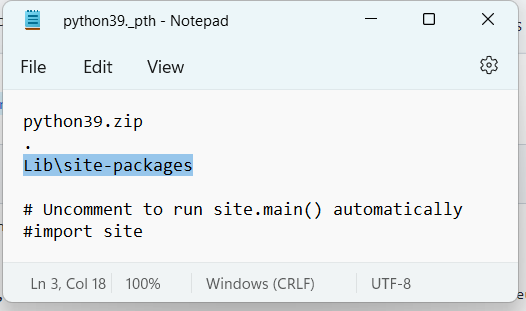 python39._pth - Notepad
File Edit View
python39.zip
.
Lib\site-packages
# Uncomment to run site.main() automatically
#import site
Ln 3, Col 18 100% Windows (CRLF) UTF-8